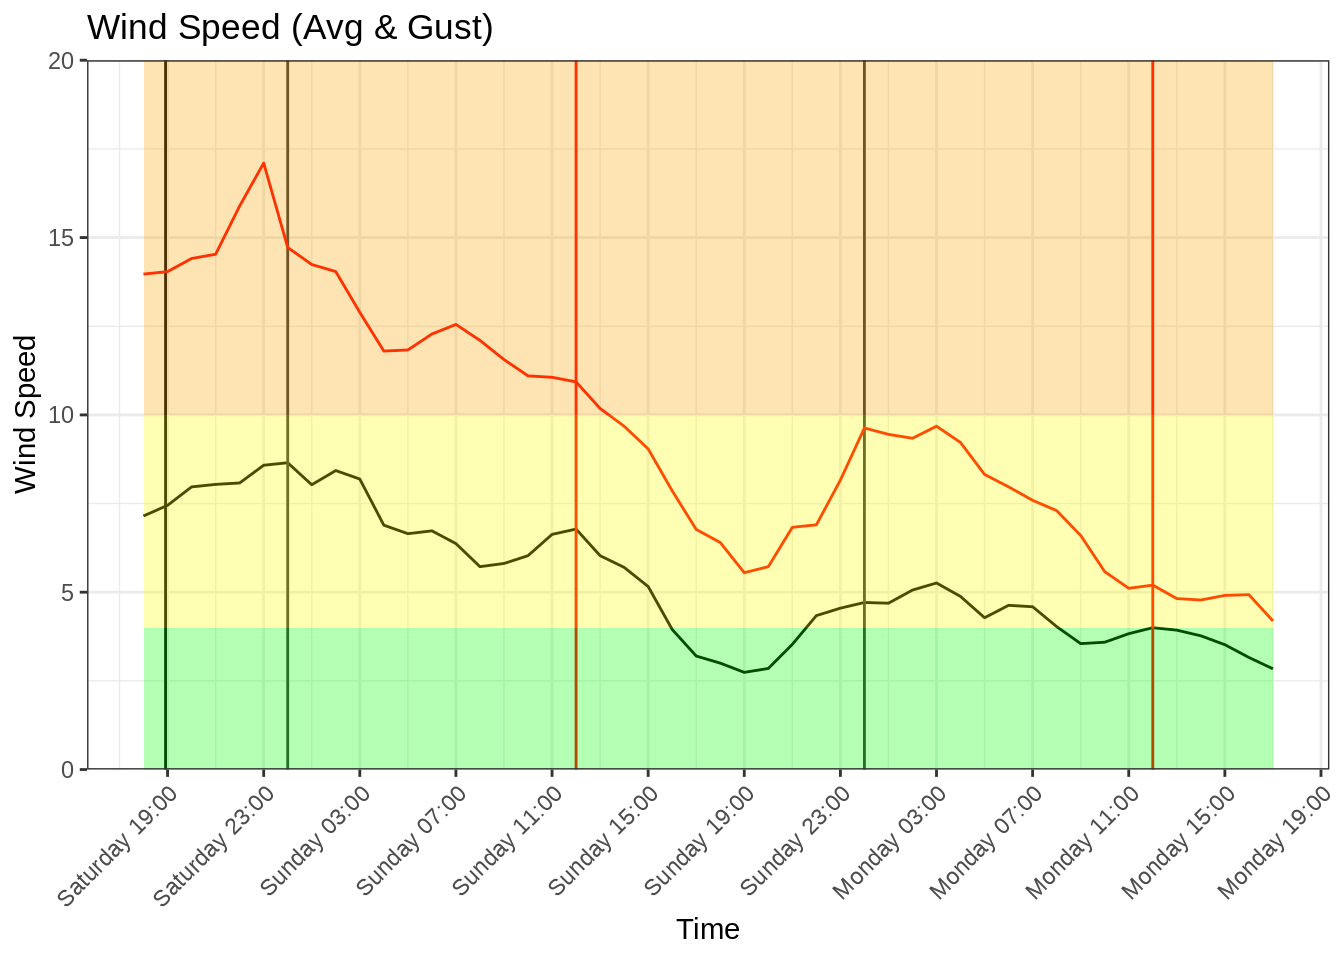 Wind Speed (Avg & Gust)
20
15
10
5
0
Wind Speed
Saturday 19:00
Saturday 23:00
Sunday 03:00
Sunday 07:00
Sunday 11:00
Sunday 15:00
Sunday 19:00
Sunday 23:00
Monday 03:00
Monday 07:00
Monday 11:00
Monday 15:00
Monday 19:00
Time